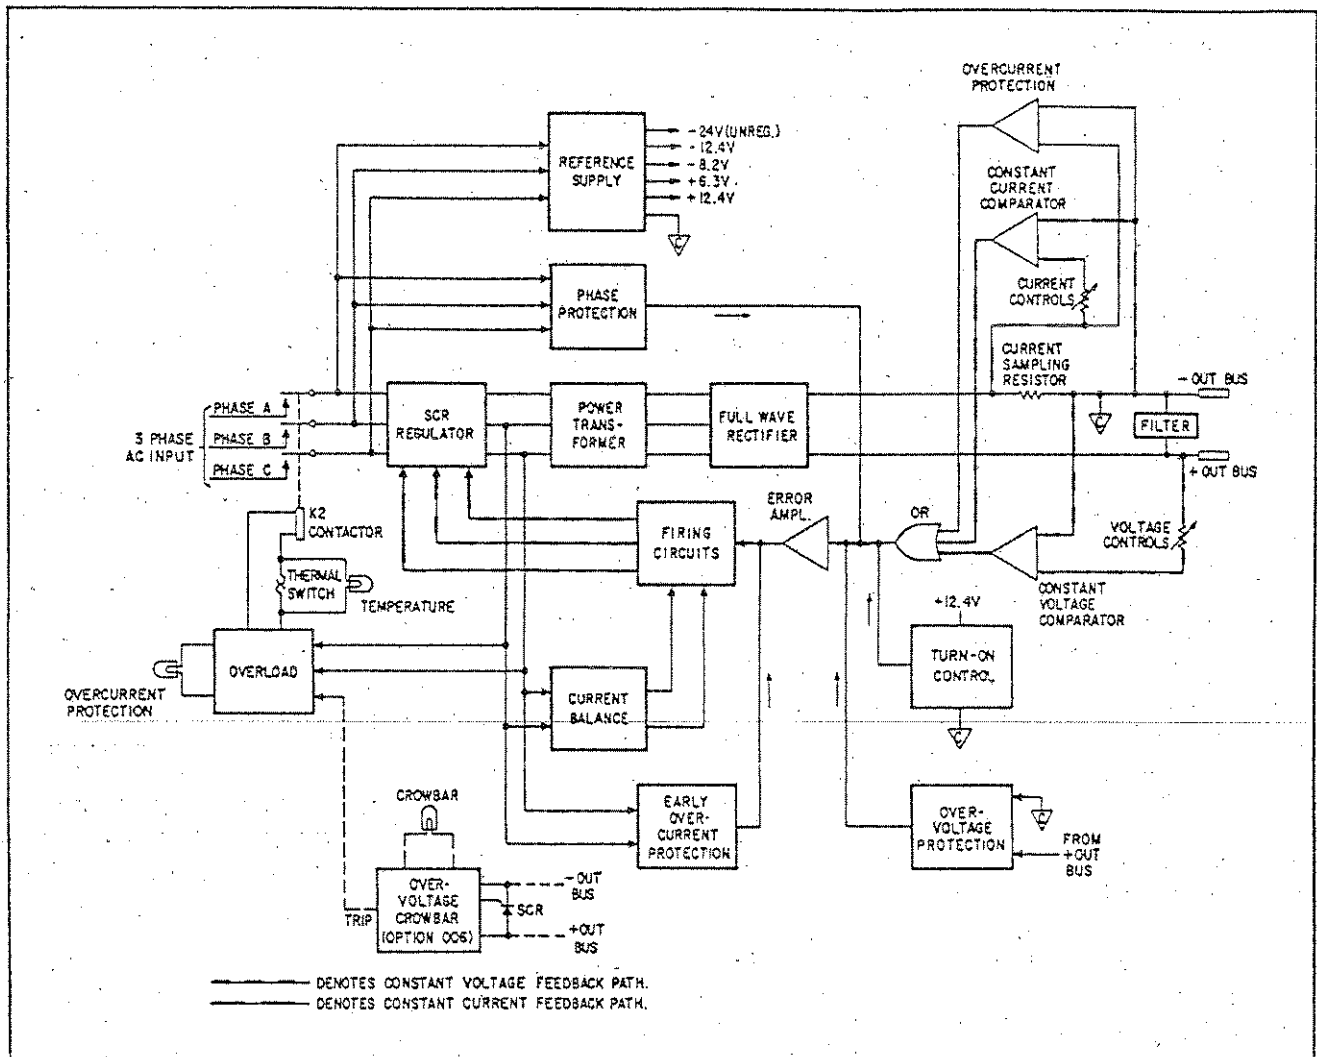 OVERCURRENT
PROTECTION
-24V(UNREG.)
-12.4V
-8.2V
+6.3V
+12.4V
REFERENCE
SUPPLY
C
CONSTANT
CURRENT
COMPARATOR
PHASE
PROTECTION
CURRENT
CONTROLS
CURRENT
SAMPLING
RESISTOR
-OUT BUS
3 PHASE
AC INPUT
PHASE A
PHASE B
PHASE C
SCR
REGULATOR
POWER
TRANS-
FORMER
FULL WAVE
RECTIFIER
C
FILTER
+OUT BUS
K2
CONTACTOR
FIRING
CIRCUITS
ERROR
AMPL.
OR
VOLTAGE
CONTROLS
THERMAL
SWITCH
TEMPERATURE
CONSTANT
VOLTAGE
COMPARATOR
+12.4V
TURN-ON
CONTROL
C
OVERLOAD
OVERCURRENT
PROTECTION
CURRENT
BALANCE
EARLY
OVER-
CURRENT
PROTECTION
OVER-
VOLTAGE
PROTECTION
C
FROM
+OUT
BUS
CROWBAR
OVER-
VOLTAGE
CROWBAR
(OPTION 006)
TRIP
-OUT
BUS
SCR
+OUT
BUS
DENOTES CONSTANT VOLTAGE FEEDBACK PATH.
DENOTES CONSTANT CURRENT FEEDBACK PATH.